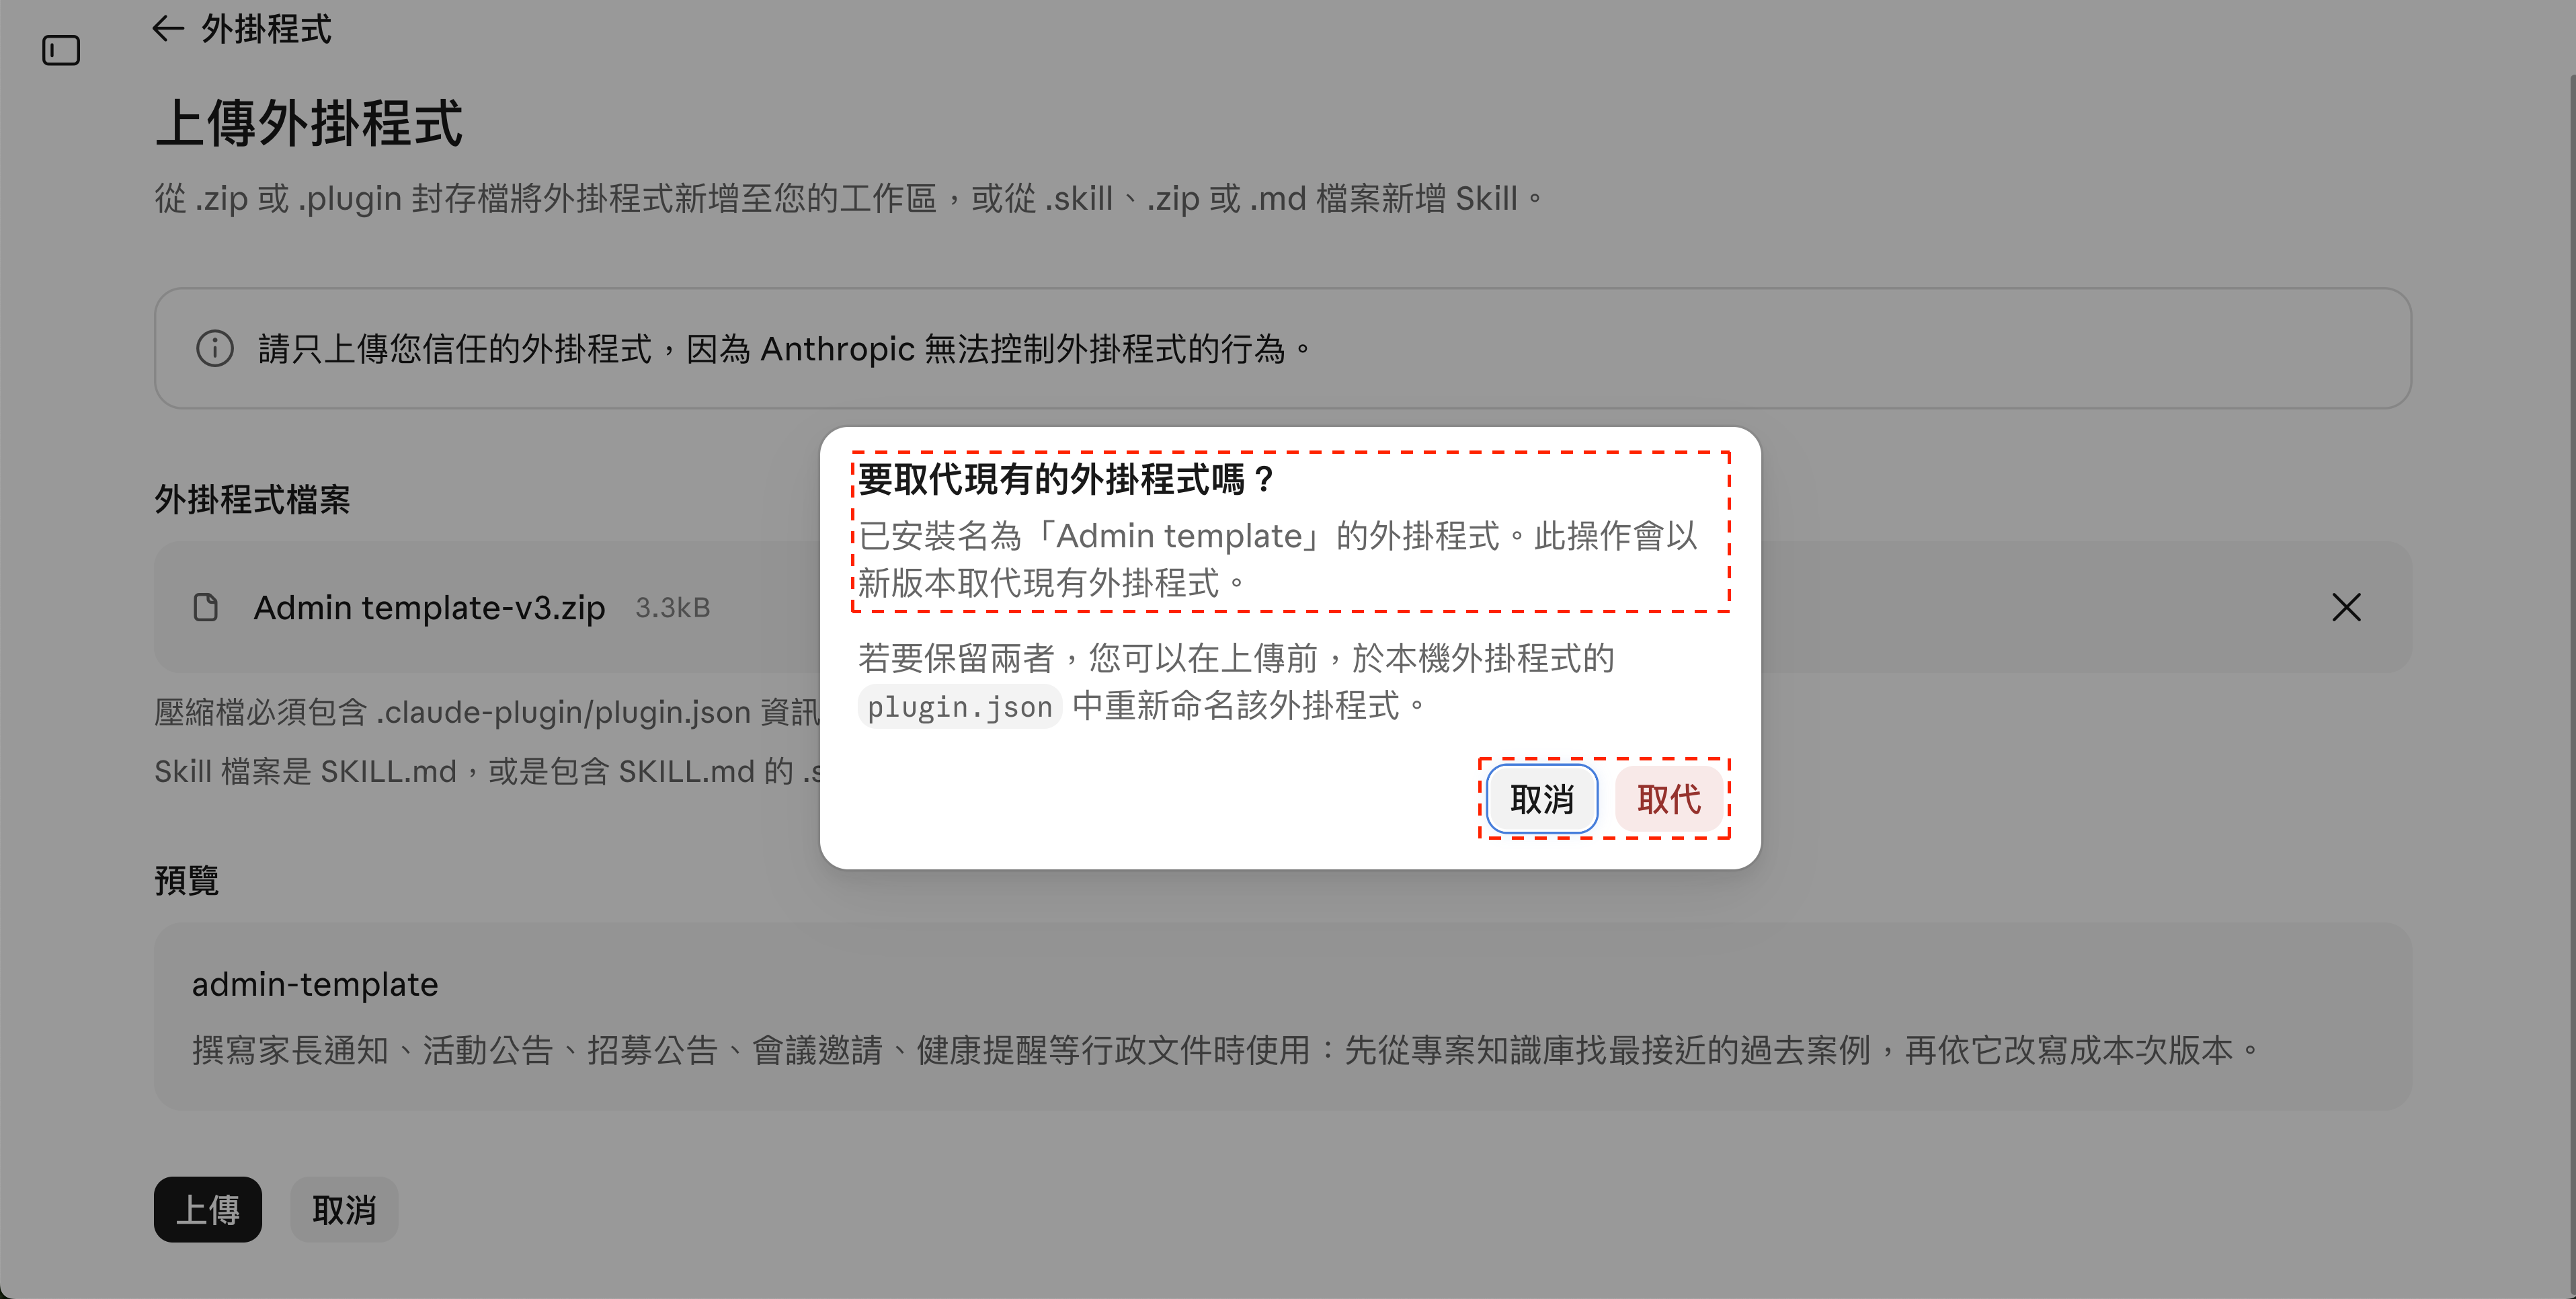 外掛程式
上傳外掛程式
從 .zip 或 .plugin 封存檔將外掛程式新增至您的工作區，或從 .skill、.zip 或 .md 檔案新增 Skill。
請只上傳您信任的外掛程式，因為 Anthropic 無法控制外掛程式的行為。
外掛程式檔案
Admin template-v3.zip 3.3kB
壓縮檔必須包含 .claude-plugin/plugin.json 資訊
Skill 檔案是 SKILL.md，或是包含 SKILL.md 的 .s
要取代現有的外掛程式嗎？
已安裝名為「Admin template」的外掛程式。此操作會以
新版本取代現有外掛程式。
若要保留兩者，您可以在上傳前，於本機外掛程式的
plugin.json 中重新命名該外掛程式。
取消 取代
預覽
admin-template
撰寫家長通知、活動公告、招募公告、會議邀請、健康提醒等行政文件時使用：先從專案知識庫找最接近的過去案例，再依它改寫成本次版本。
上傳 取消